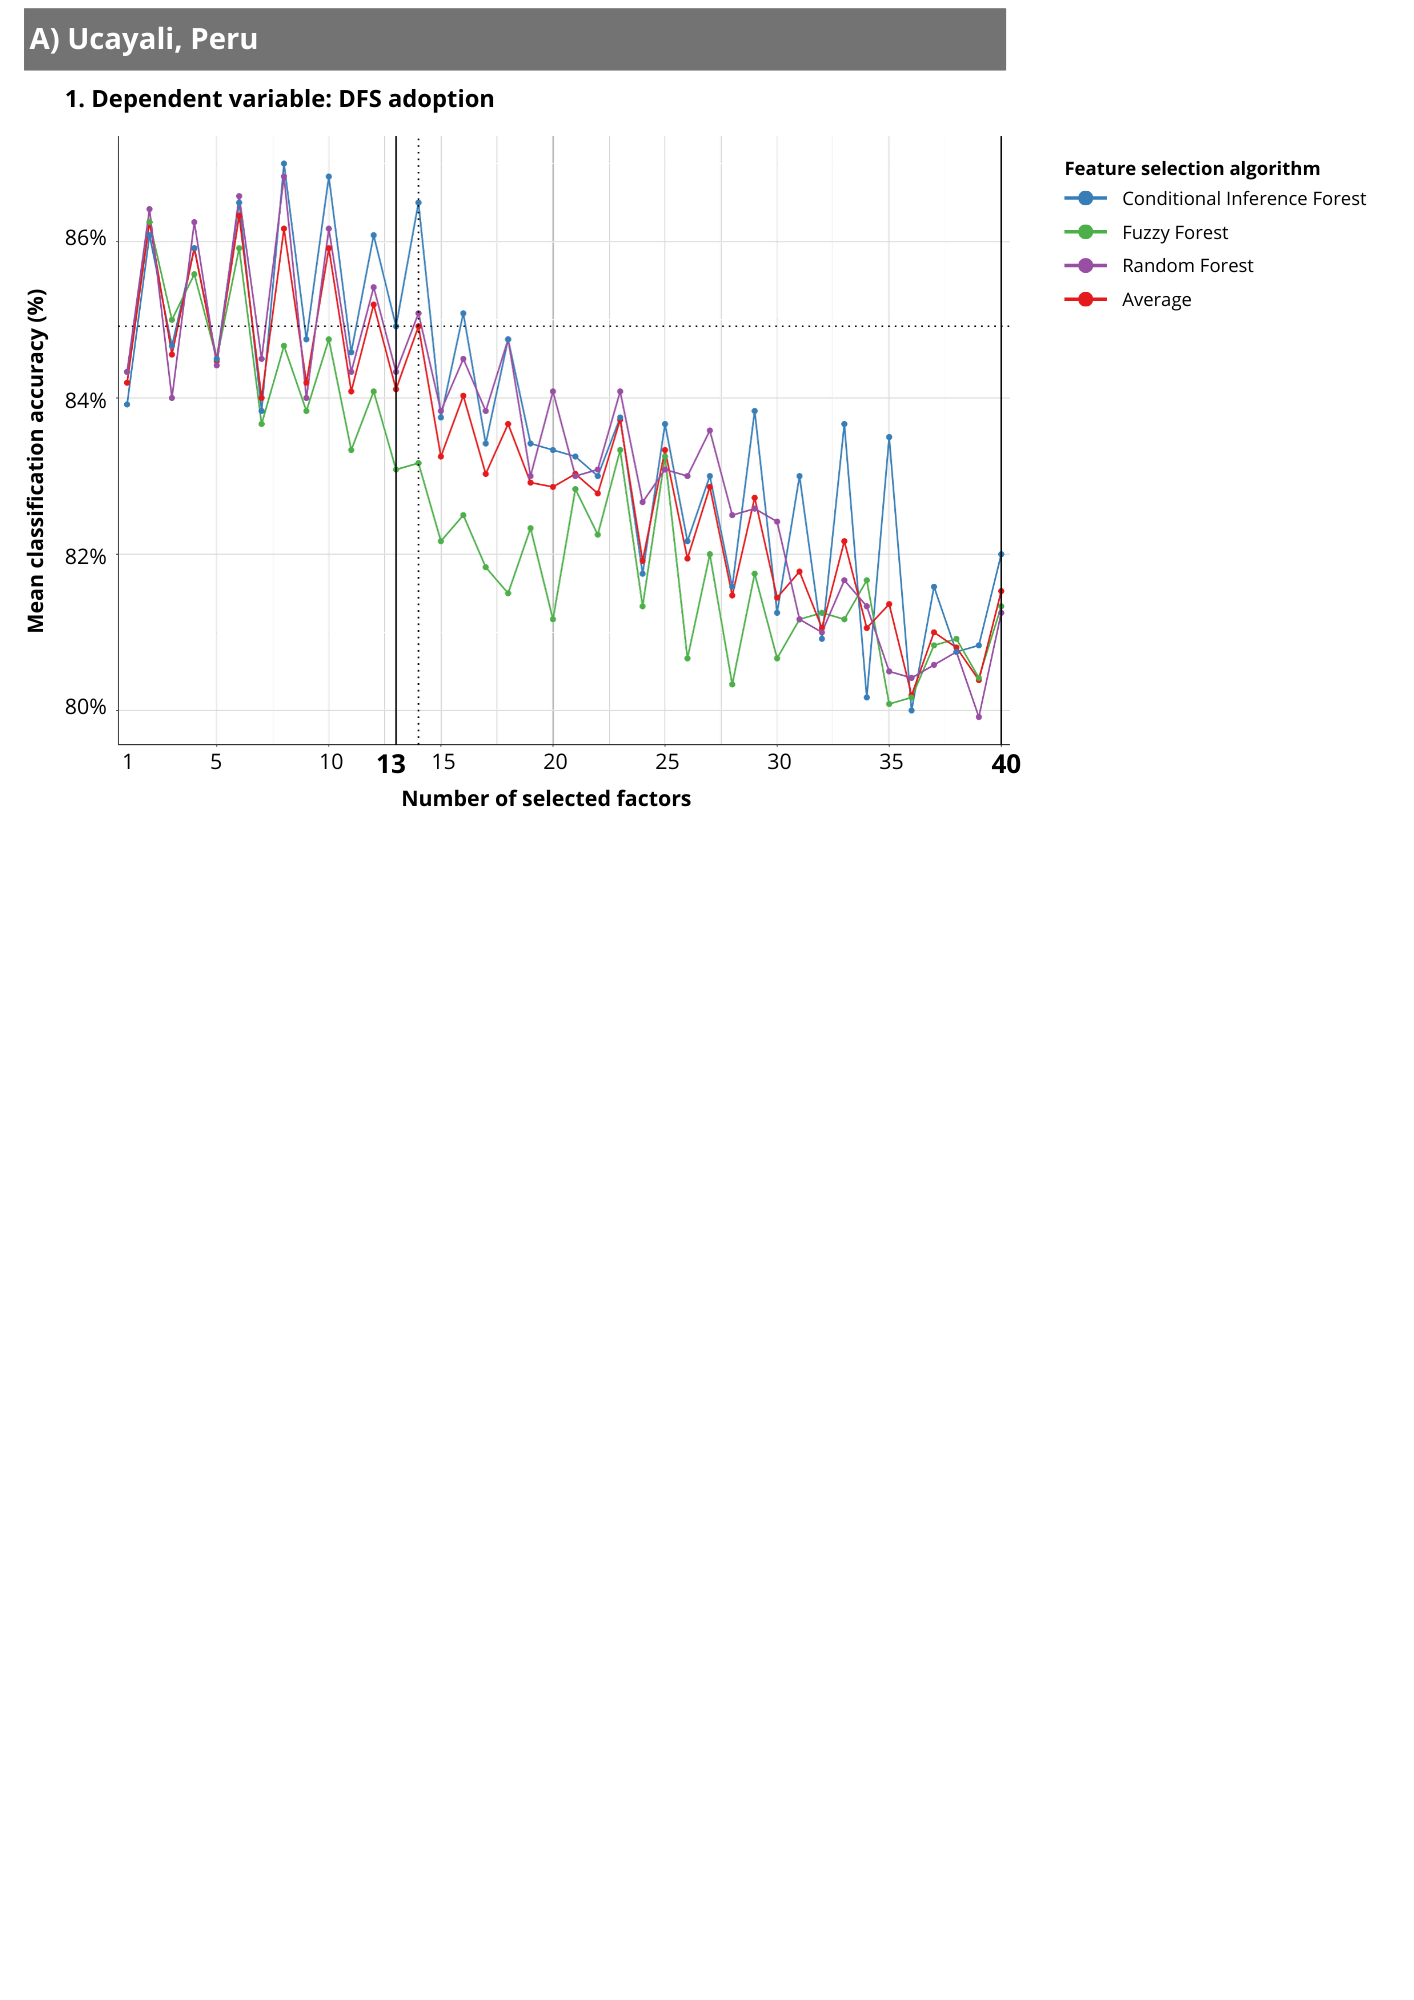 A) Ucayali, Peru
1. Dependent variable: DFS adoption
Mean classification accuracy (%)
86%
84%
82%
80%
1 5 10 13 15 20 25 30 35 40
Number of selected factors
Feature selection algorithm
Conditional Inference Forest
Fuzzy Forest
Random Forest
Average